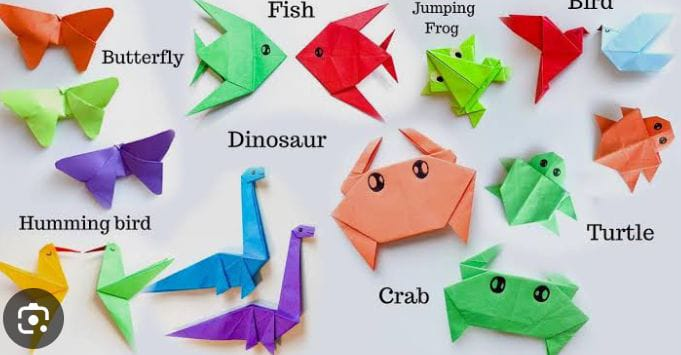 Fish
Jumping
Frog
Bird
Butterfly
Dinosaur
Humming bird
Turtle
Crab